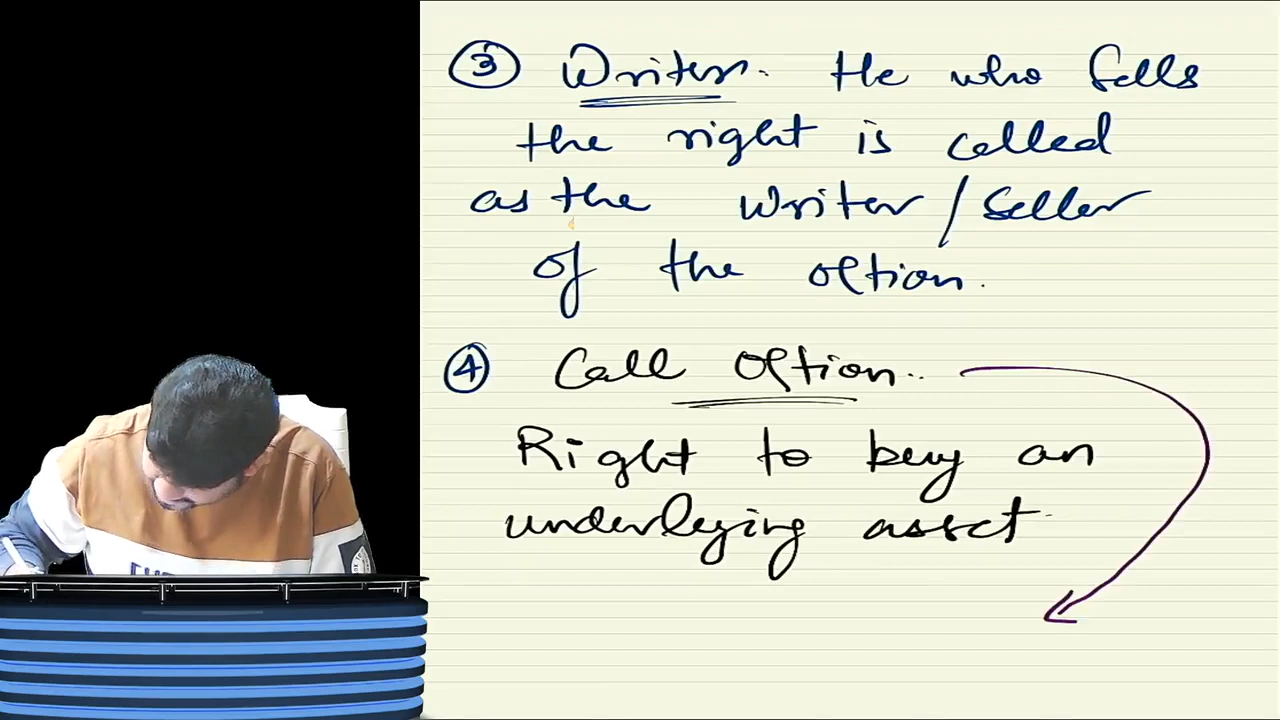 ③ Writer. He who sells
the right is called
as the writer/seller
of the option.
④ Call Option..
Right to buy an
underlying asset.